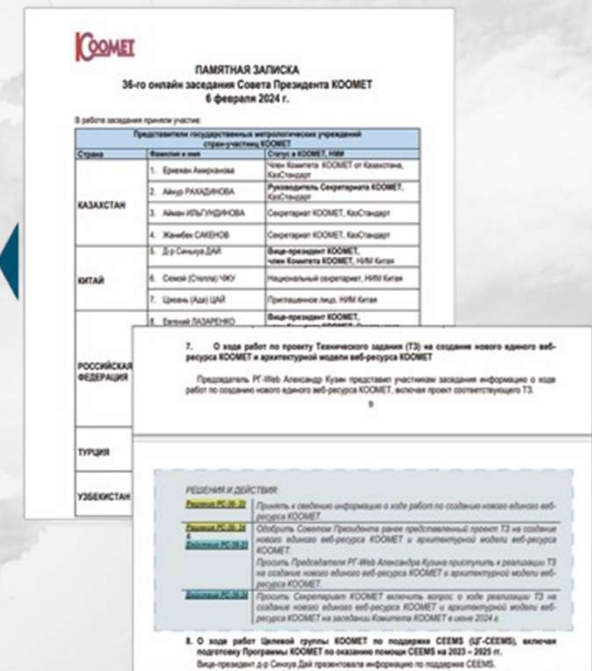 КООМЕТ
ПАМЯТНАЯ ЗАПИСКА
36-го онлайн заседания Совета Президента КООМЕТ
6 февраля 2024 г.
В работе заседания приняли участие:
Представители государственных метрологических учреждений
стран-участниц КООМЕТ
Страна Фамилия и имя Статус в КООМЕТ, НМИ
КАЗАХСТАН
1. Ержехан Амирханова Член Комитета КООМЕТ от Казахстана,
КазСтандарт
2. Айнур РАХАДИНОВА Руководитель Секретариата КООМЕТ,
КазСтандарт
3. Айман ИЛЬГУНДИНОВА Секретариат КООМЕТ, КазСтандарт
4. Жанибек САКЕНОВ Секретариат КООМЕТ, КазСтандарт
КИТАЙ
5. Д-р Синьхуа ДАЙ Вице-президент КООМЕТ,
член Комитета КООМЕТ, НИМ Китая
6. (Стелла) ЧЖУ Национальный секретариат, НИМ Китая
7. (Ада) ЦАЙ Приглашенное лицо, НИМ Китая
РОССИЙСКАЯ
ФЕДЕРАЦИЯ
8. Евгений ЛАЗАРЕНКО Вице-президент КООМЕТ,
ТУРЦИЯ
УЗБЕКИСТАН
7. О ходе работ по проекту Технического задания (ТЗ) на создание нового единого веб-
ресурса КООМЕТ и архитектурной модели веб-ресурса КООМЕТ
Председатель РГ-Web Александр Кузин представил участникам заседания информацию о ходе
работ по созданию нового единого веб-ресурса КООМЕТ, включая проект соответствующего ТЗ.
9
РЕШЕНИЯ И ДЕЙСТВИЯ:
Принять к сведению информацию о ходе работ по созданию нового единого веб-
ресурса КООМЕТ.
Одобрить Советом Президента ранее представленный проект ТЗ на создание
нового единого веб-ресурса КООМЕТ и архитектурной модели веб-ресурса
КООМЕТ.
Просить Председателя РГ-Web Александра Кузина приступить к реализации ТЗ
на создание нового единого веб-ресурса КООМЕТ и архитектурной модели веб-
ресурса КООМЕТ.
Просить Секретариат КООМЕТ включить вопрос о ходе реализации ТЗ на
создание нового единого веб-ресурса КООМЕТ и архитектурной модели веб-
ресурса КООМЕТ на заседании Комитета КООМЕТ в июне 2024 г.
8. О ходе работ Целевой группы КООМЕТ по поддержке CEEMS (ЦГ-CEEMS), включая
подготовку Программы КООМЕТ по оказанию помощи CEEMS на 2023 – 2025 гг.
Вице-президент д-р Синьхуа Дай презентовала информацию по поддержке CEEMS.